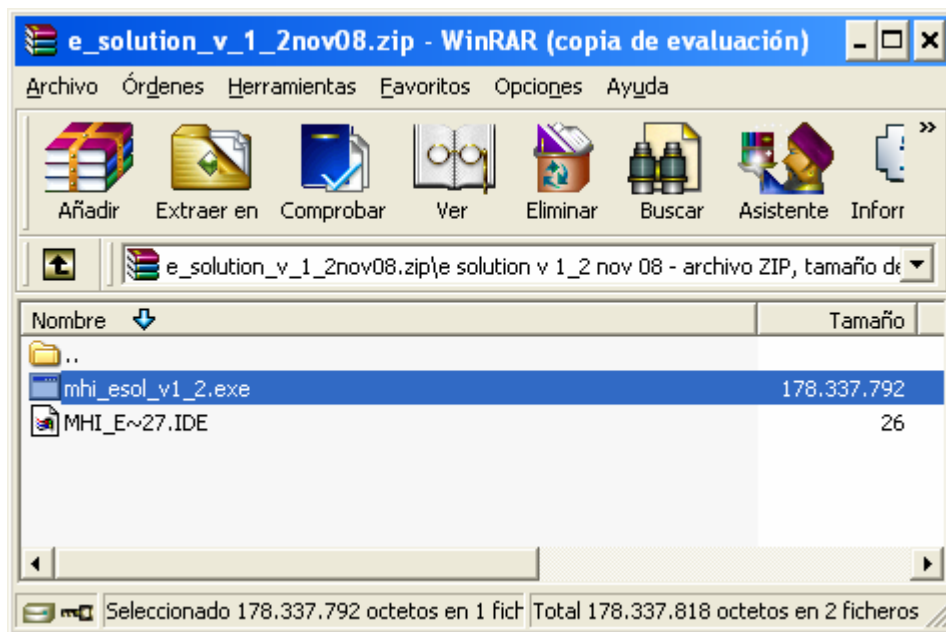 e_solution_v_1_2nov08.zip - WinRAR (copia de evaluación)
Archivo Órdenes Herramientas Favoritos Opciones Ayuda
Añadir Extraer en Comprobar Ver Eliminar Buscar Asistente Inforr
e_solution_v_1_2nov08.zip\e solution v 1_2 nov 08 - archivo ZIP, tamaño de
Nombre Tamaño
..
mhi_esol_v1_2.exe 178.337.792
MHI_E~27.IDE 26
Seleccionado 178.337.792 octetos en 1 fich Total 178.337.818 octetos en 2 ficheros